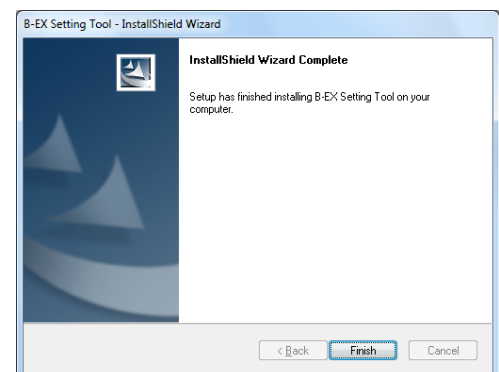 B-EX Setting Tool - InstallShield Wizard
InstallShield Wizard Complete
Setup has finished installing B-EX Setting Tool on your
computer.
< Back
Finish
Cancel